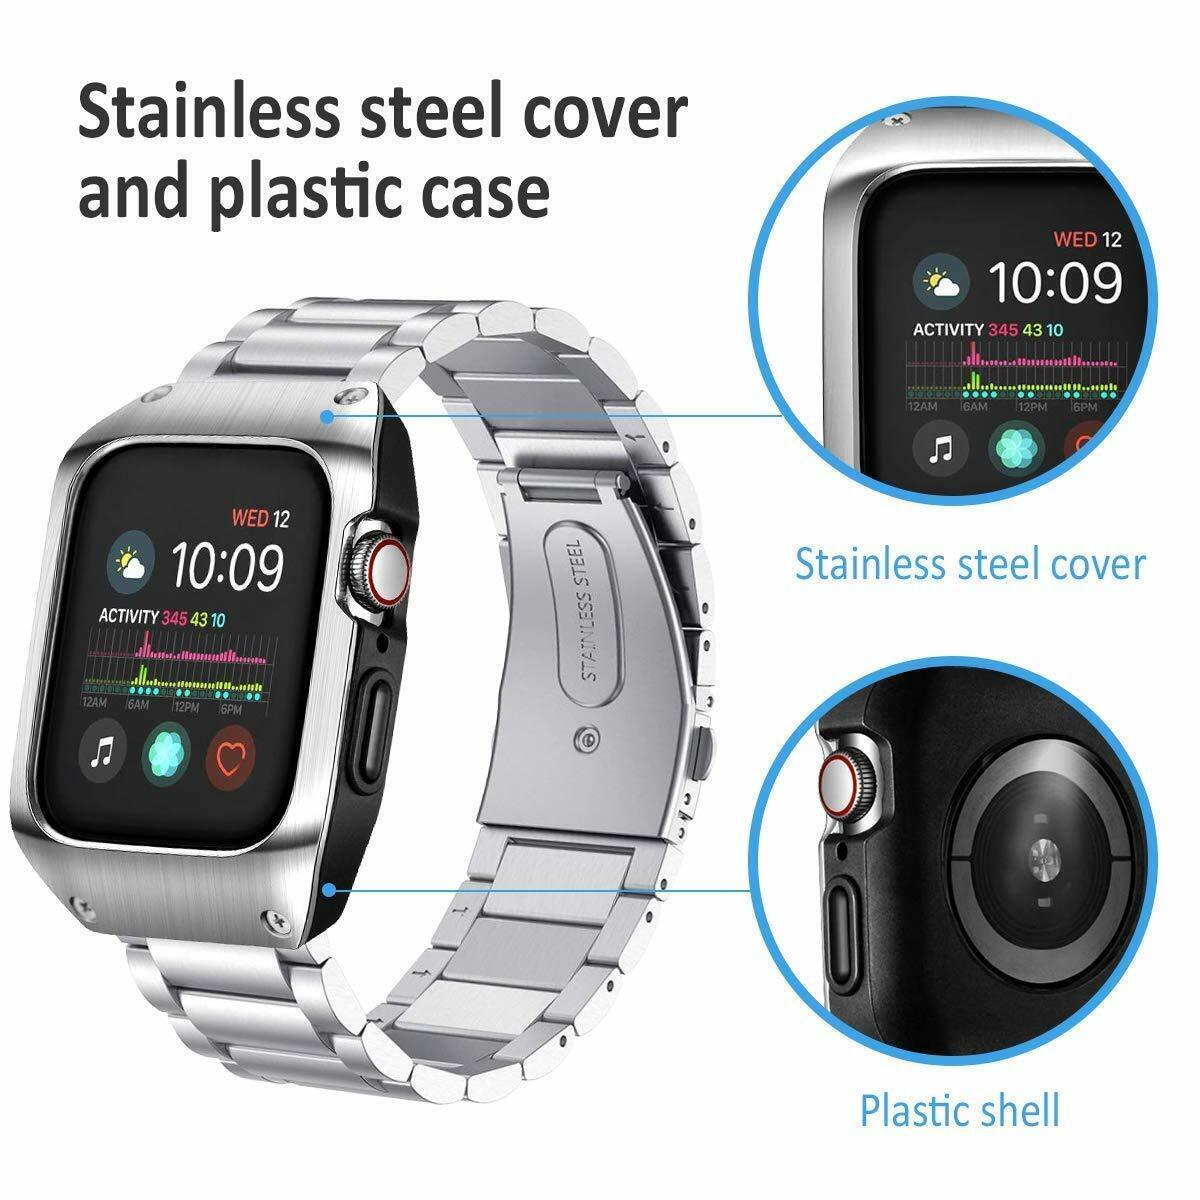 Stainless steel cover
and plastic case
WED 12
10:09
ACTIVITY 345 43 10
12AM 6AM 12PM 6PM
STAINLESS STEEL
WED 12
10:09
ACTIVITY 345 43 10
12AM 6AM 12PM 6PM
Stainless steel cover
Plastic shell